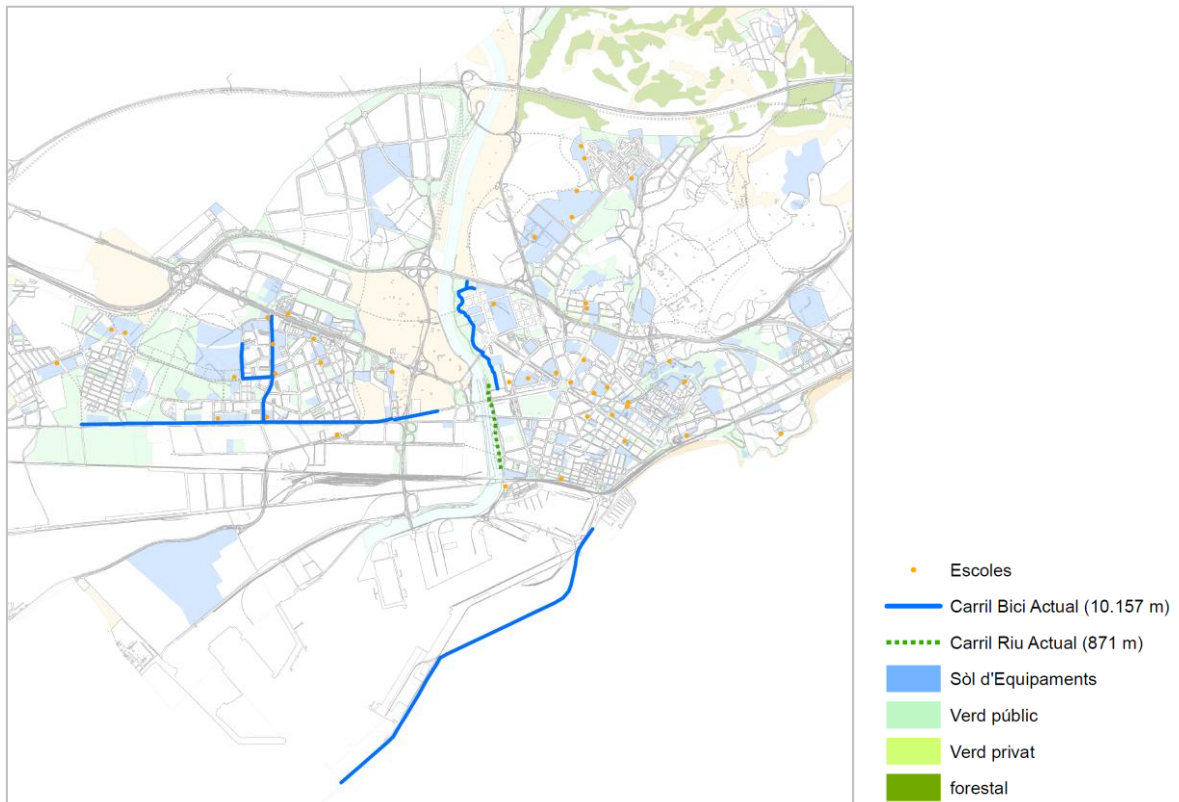 Escoles
Carril Bici Actual (10.157 m)
Carril Riu Actual (871 m)
Sòl d'Equipaments
Verd públic
Verd privat
forestal